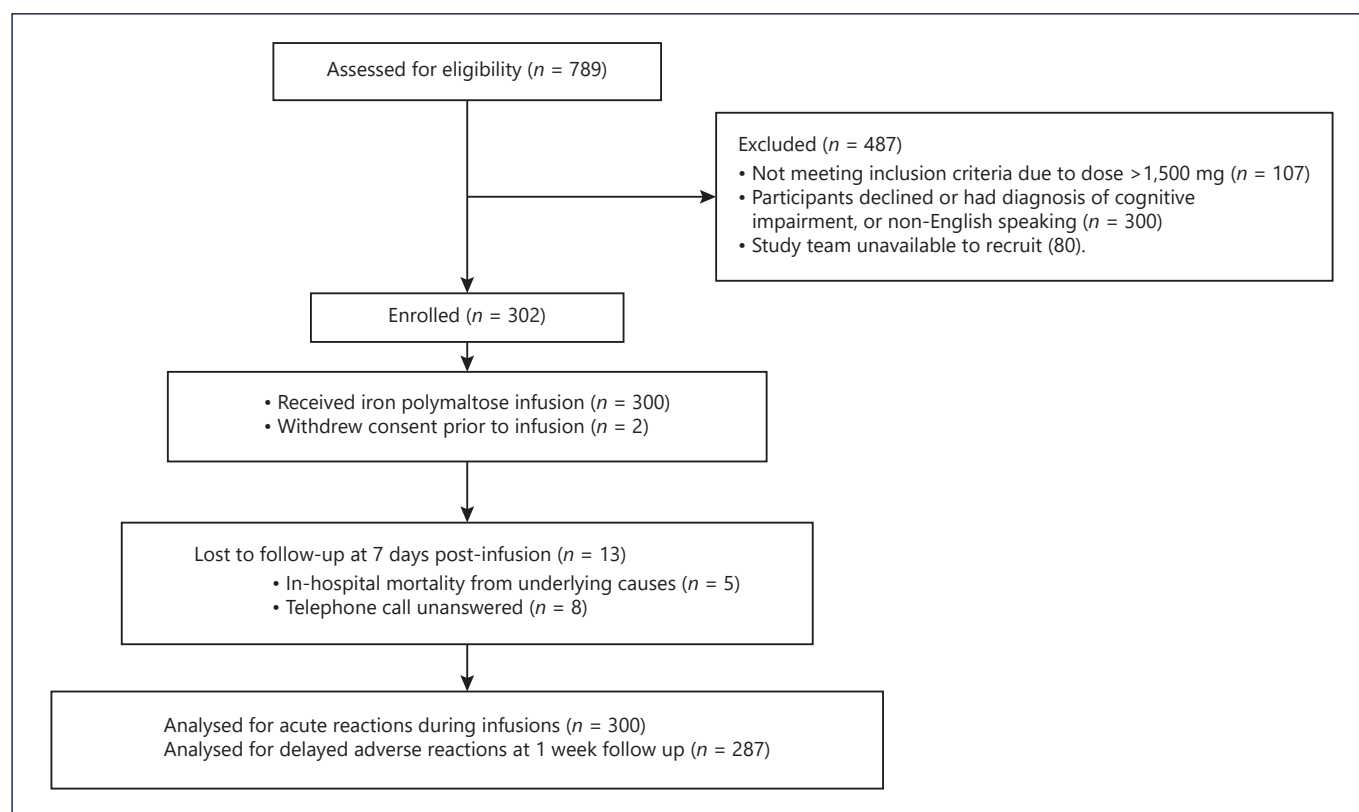 Assessed for eligibility (n = 789)
Excluded (n = 487)
• Not meeting inclusion criteria due to dose >1,500 mg (n = 107)
• Participants declined or had diagnosis of cognitive
impairment, or non-English speaking (n = 300)
• Study team unavailable to recruit (80).
Enrolled (n = 302)
• Received iron polymaltose infusion (n = 300)
• Withdrew consent prior to infusion (n = 2)
Lost to follow-up at 7 days post-infusion (n = 13)
• In-hospital mortality from underlying causes (n = 5)
• Telephone call unanswered (n = 8)
Analysed for acute reactions during infusions (n = 300)
Analysed for delayed adverse reactions at 1 week follow up (n = 287)